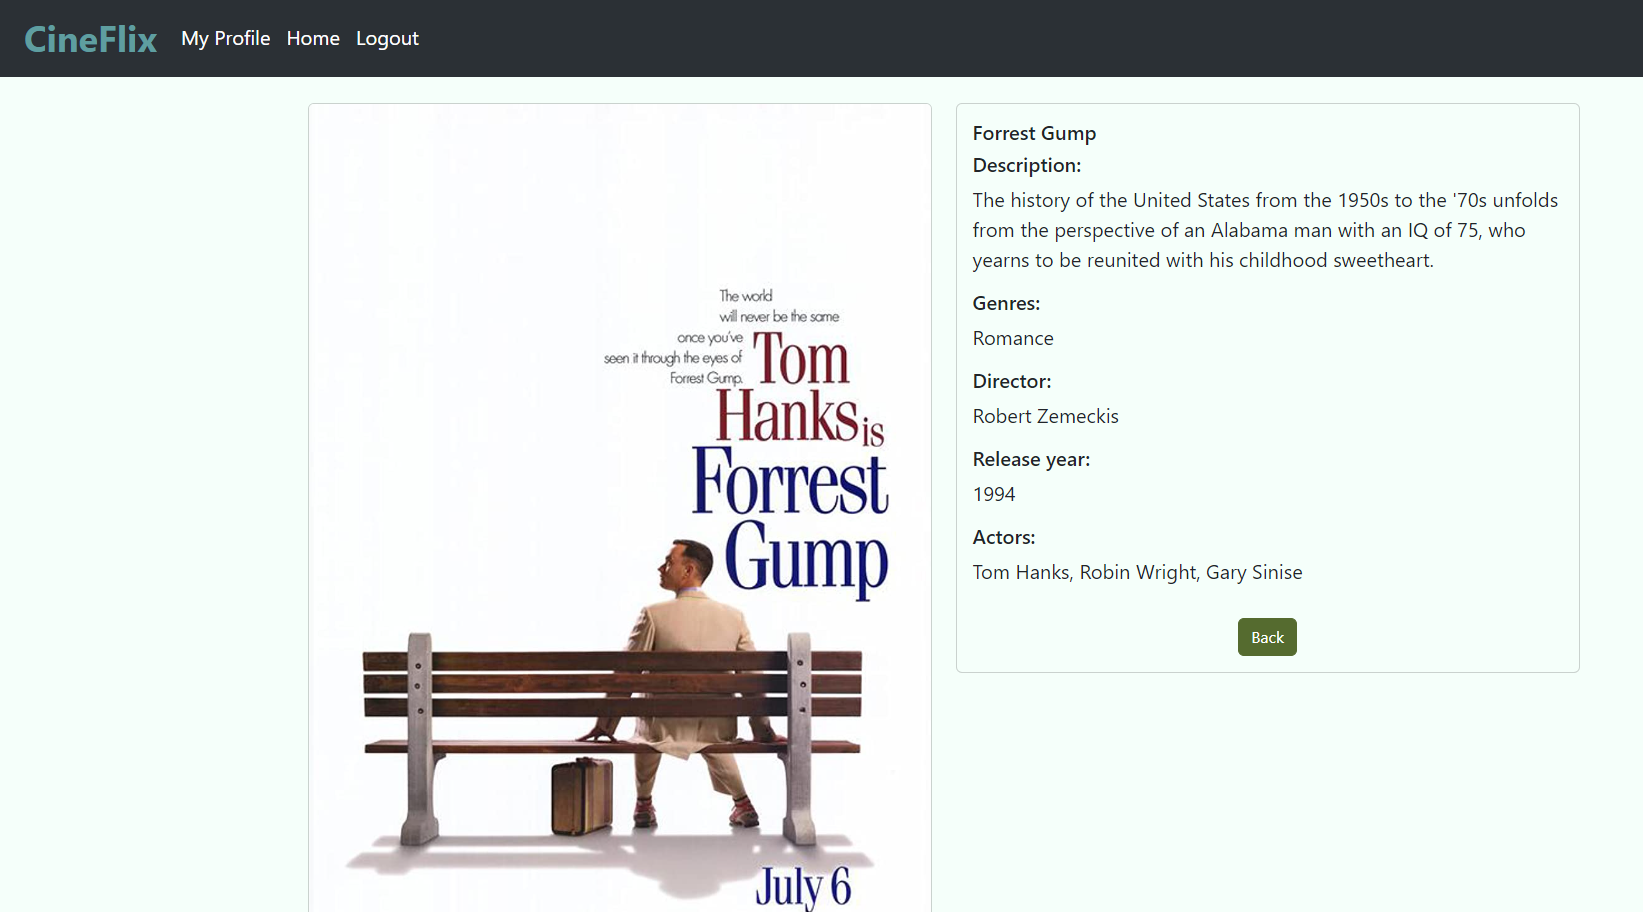 CineFlix My Profile Home Logout
The world
will never be the same
once you've
seen it through the eyes of
Forrest Gump.
Tom
Hanks is
Forrest
Gump
July 6
Forrest Gump
Description:
The history of the United States from the 1950s to the '70s unfolds
from the perspective of an Alabama man with an IQ of 75, who
yearns to be reunited with his childhood sweetheart.
Genres:
Romance
Director:
Robert Zemeckis
Release year:
1994
Actors:
Tom Hanks, Robin Wright, Gary Sinise
Back